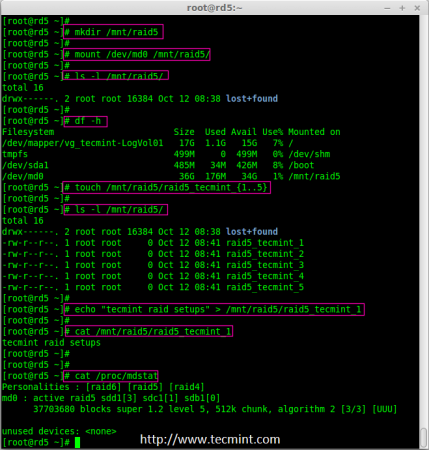 root@rd5:~
[root@rd5 ~]#
[root@rd5 ~]# mkdir /mnt/raid5
[root@rd5 ~]#
[root@rd5 ~]# mount /dev/md0 /mnt/raid5/
[root@rd5 ~]#
[root@rd5 ~]# ls -l /mnt/raid5/
total 16
drwx------. 2 root root 16384 Oct 12 08:38 lost+found
[root@rd5 ~]#
[root@rd5 ~]# df -h
Filesystem Size Used Avail Use% Mounted on
/dev/mapper/vg_tecmint-LogVol01 17G 1.1G 15G 7% /
tmpfs 499M 0 499M 0% /dev/shm
/dev/sda1 485M 34M 426M 8% /boot
/dev/md0 36G 176M 34G 1% /mnt/raid5
[root@rd5 ~]# touch /mnt/raid5/raid5_tecmint_{1..5}
[root@rd5 ~]#
[root@rd5 ~]# ls -l /mnt/raid5/
total 16
drwx------. 2 root root 16384 Oct 12 08:38 lost+found
-rw-r--r--. 1 root root 0 Oct 12 08:41 raid5_tecmint_1
-rw-r--r--. 1 root root 0 Oct 12 08:41 raid5_tecmint_2
-rw-r--r--. 1 root root 0 Oct 12 08:41 raid5_tecmint_3
-rw-r--r--. 1 root root 0 Oct 12 08:41 raid5_tecmint_4
-rw-r--r--. 1 root root 0 Oct 12 08:41 raid5_tecmint_5
[root@rd5 ~]#
[root@rd5 ~]# echo "tecmint raid setups" > /mnt/raid5/raid5_tecmint_1
[root@rd5 ~]#
[root@rd5 ~]# cat /mnt/raid5/raid5_tecmint_1
tecmint raid setups
[root@rd5 ~]#
[root@rd5 ~]#
[root@rd5 ~]# cat /proc/mdstat
Personalities : [raid6] [raid5] [raid4]
md0 : active raid5 sdd1[3] sdc1[1] sdb1[0]
37703680 blocks super 1.2 level 5, 512k chunk, algorithm 2 [3/3] [UUU]
unused devices: <none>
[root@rd5 ~]#
http://www.tecmint.com